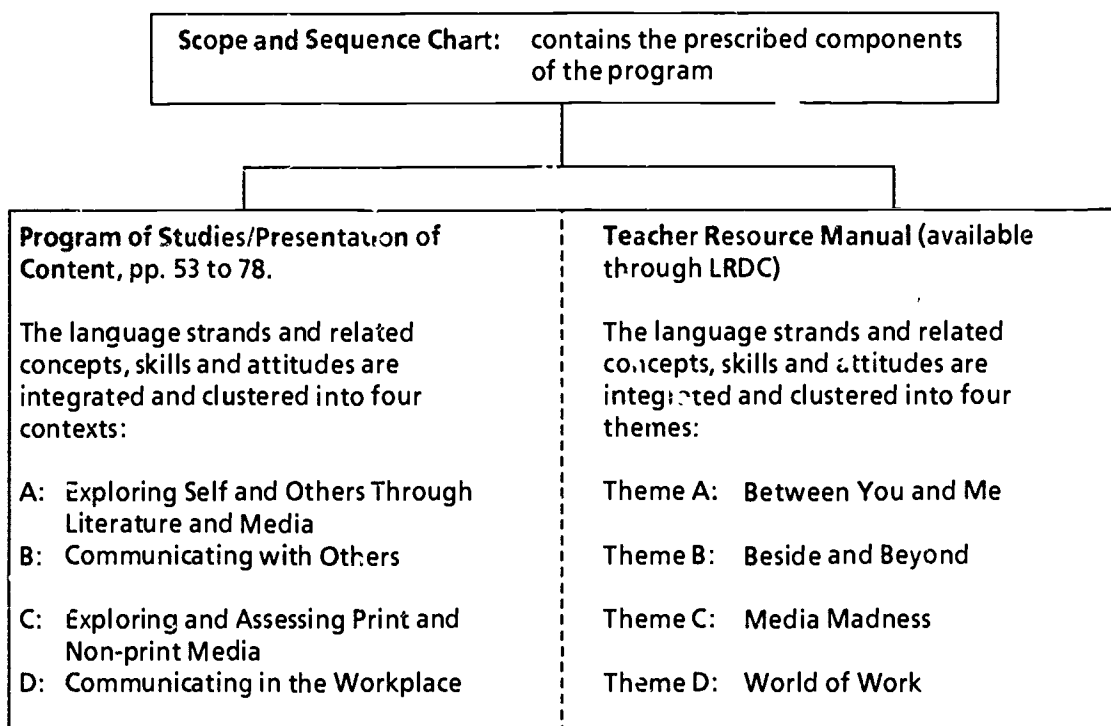 Scope and Sequence Chart: contains the prescribed components
of the program
Program of Studies/Presentation of
Content, pp. 53 to 78.
The language strands and related
concepts, skills and attitudes are
integrated and clustered into four
contexts:
A: Exploring Self and Others Through
Literature and Media
B: Communicating with Others
C: Exploring and Assessing Print and
Non-print Media
D: Communicating in the Workplace
Teacher Resource Manual (available
through LRDC)
The language strands and related
concepts, skills and attitudes are
integrated and clustered into four
themes:
Theme A: Between You and Me
Theme B: Beside and Beyond
Theme C: Media Madness
Theme D: World of Work